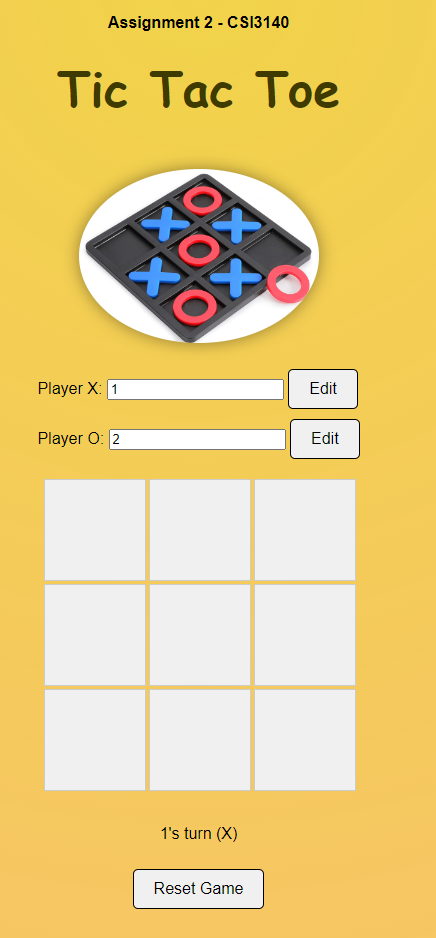 Assignment 2 - CSI3140
Tic Tac Toe
Player X: 1 Edit
Player O: 2 Edit
1's turn (X)
Reset Game